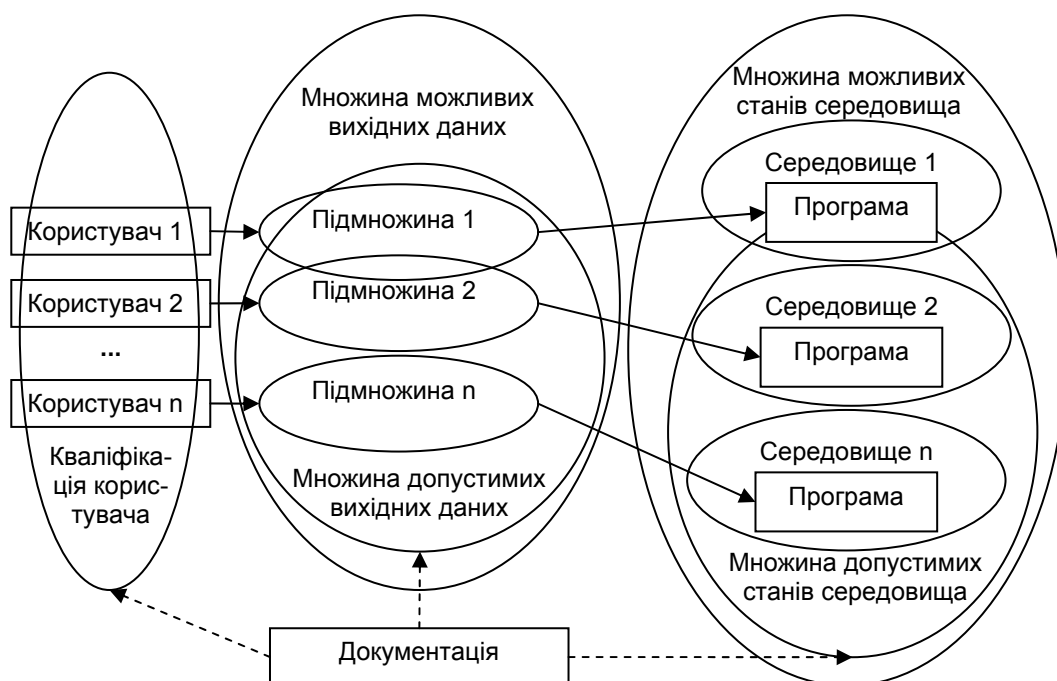 Множина можливих
вихідних даних
Множина можливих
станів середовища
Середовище 1
Програма
Користувач 1
Підмножина 1
Користувач 2
Підмножина 2
Середовище 2
Програма
...
Користувач n
Підмножина n
Кваліфіка-
ція корис-
тувача
Множина допустимих
вихідних даних
Середовище n
Програма
Множина допустимих
станів середовища
Документація